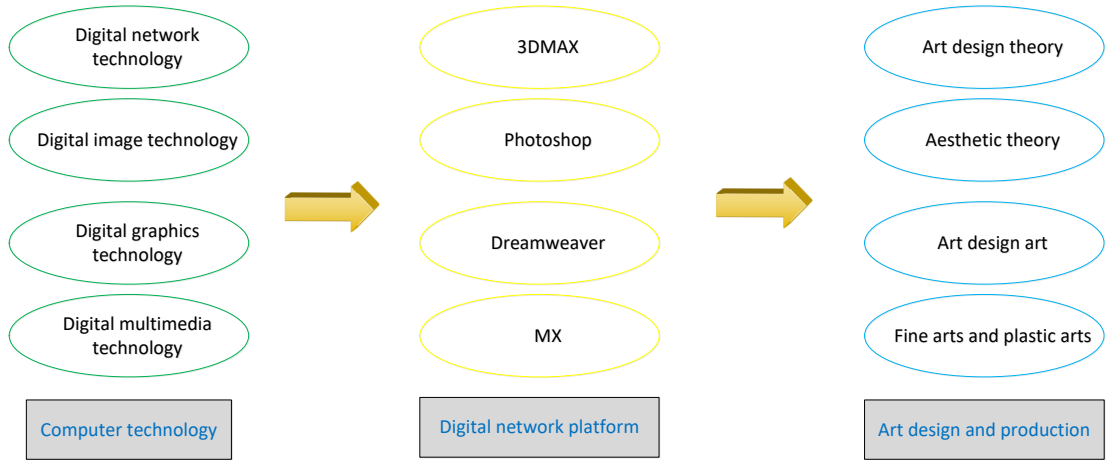 Digital network
technology
Digital image technology
Digital graphics
technology
Digital multimedia
technology
Computer technology
3DMAX
Photoshop
Dreamweaver
MX
Digital network platform
Art design theory
Aesthetic theory
Art design art
Fine arts and plastic arts
Art design and production